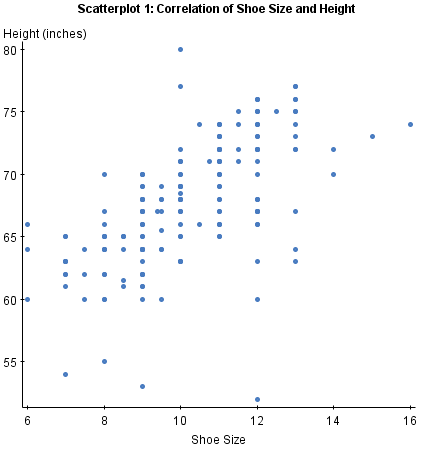 Scatterplot 1: Correlation of Shoe Size and Height
Height (inches)
80
75
70
65
60
55
6 8 10 12 14 16
Shoe Size